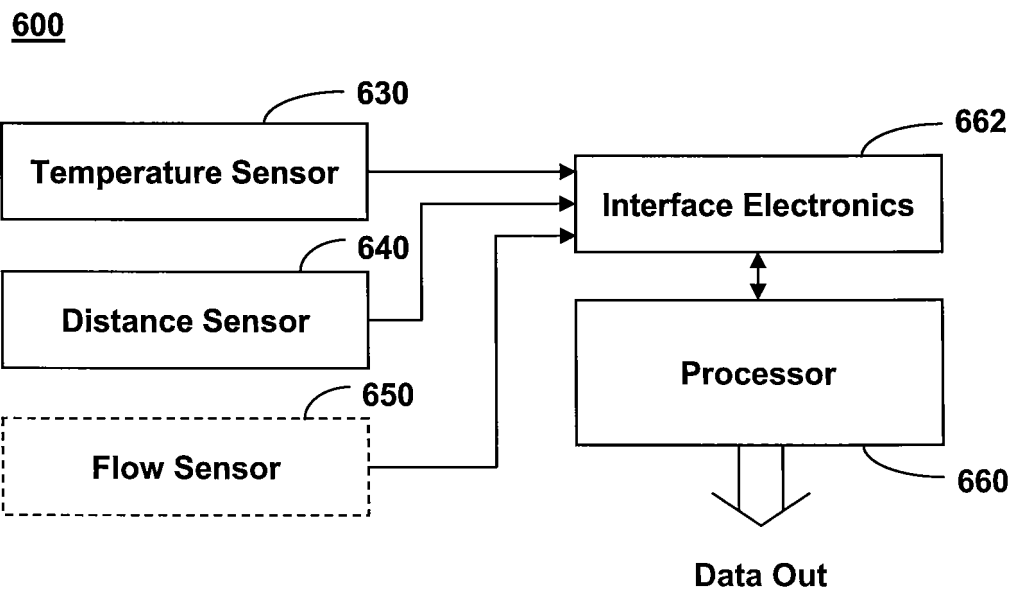 600
630
Temperature Sensor
662
Interface Electronics
640
Distance Sensor
Processor
650
Flow Sensor
660
Data Out